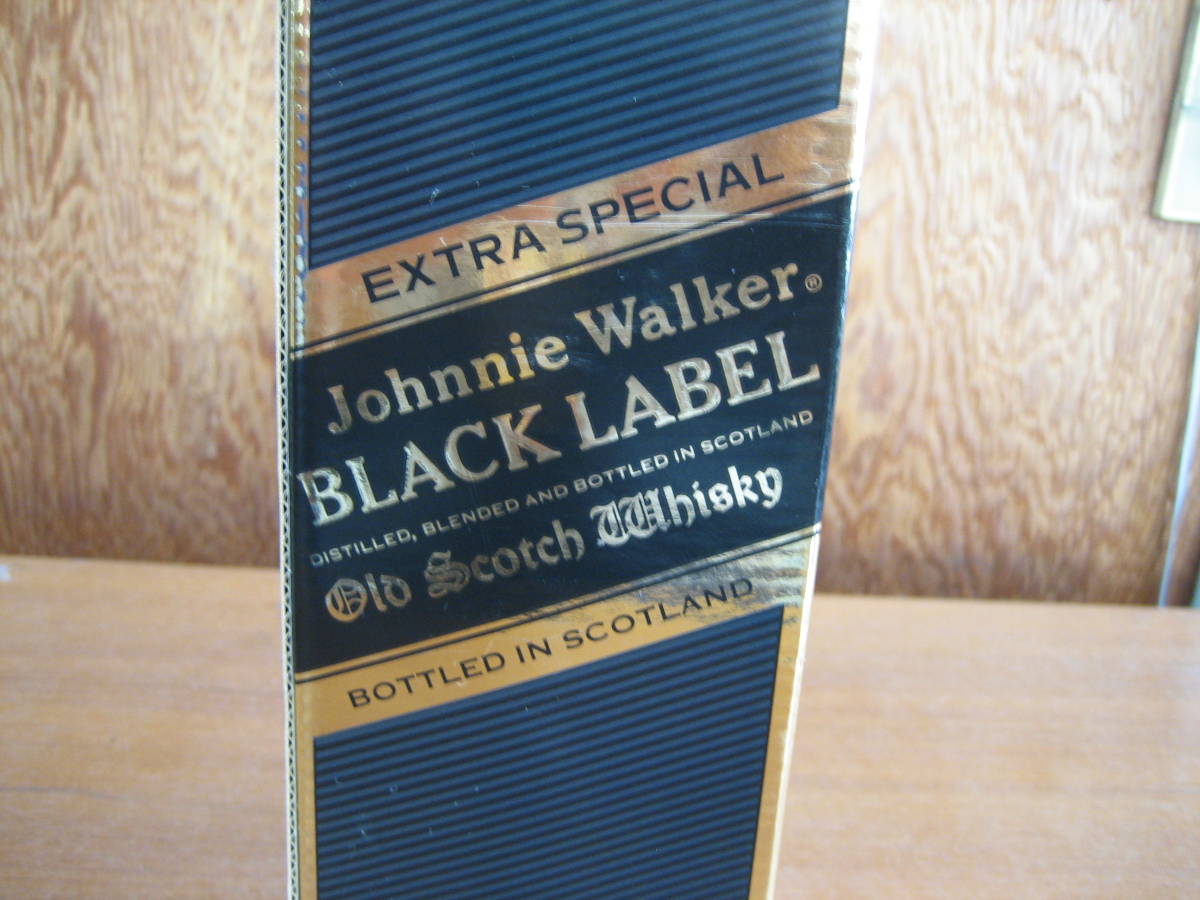 EXTRA SPECIAL
Johnnie Walker®
BLACK LABEL
DISTILLED, BLENDED AND BOTTLED IN SCOTLAND
Old Scotch Whisky
BOTTLED IN SCOTLAND